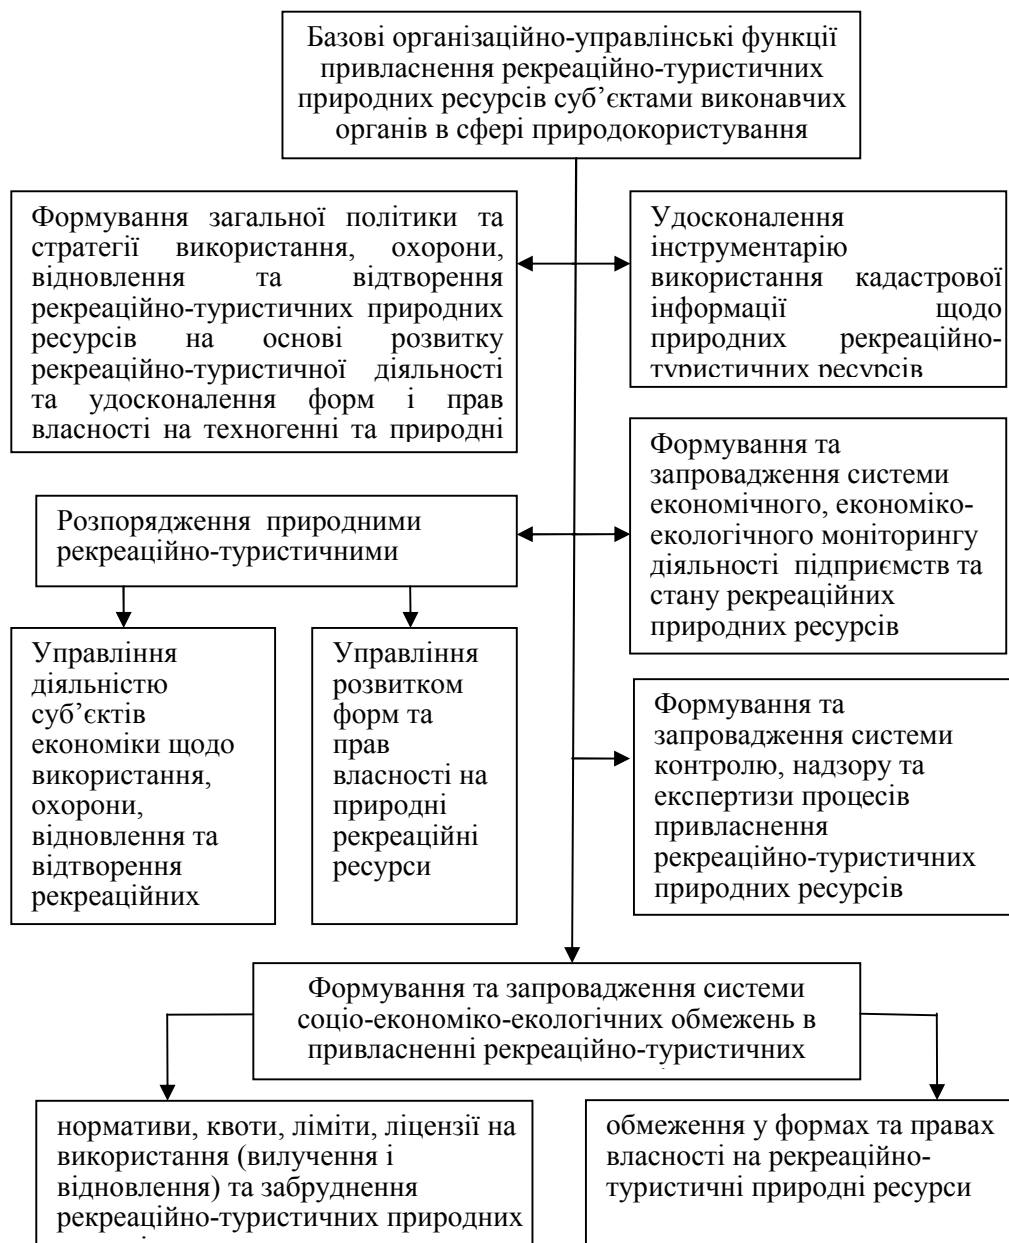 Базові організаційно-управлінські функції
привласнення рекреаційно-туристичних
природних ресурсів суб’єктами виконавчих
органів в сфері природокористування
Формування загальної політики та
стратегії використання, охорони,
відновлення та відтворення
рекреаційно-туристичних природних
ресурсів на основі розвитку
рекреаційно-туристичної діяльності
та удосконалення форм і прав
власності на техногенні та природні
Удосконалення
інструментарію
використання кадастрової
інформації щодо
природних рекреаційно-
туристичних ресурсів
Формування та
запровадження системи
економічного, економіко-
екологічного моніторингу
діяльності підприємств та
стану рекреаційних
природних ресурсів
Розпорядження природними
рекреаційно-туристичними
Управління
діяльністю
суб’єктів
економіки щодо
використання,
охорони,
відновлення та
відтворення
рекреаційних
Управління
розвитком
форм та
прав
власності на
природні
рекреаційні
ресурси
Формування та
запровадження системи
контролю, надзору та
експертизи процесів
привласнення
рекреаційно-туристичних
природних ресурсів
Формування та запровадження системи
соціо-економіко-екологічних обмежень в
привласненні рекреаційно-туристичних
нормативи, квоти, ліміти, ліцензії на
використання (вилучення і
відновлення) та забруднення
рекреаційно-туристичних природних
обмеження у формах та правах
власності на рекреаційно-
туристичні природні ресурси